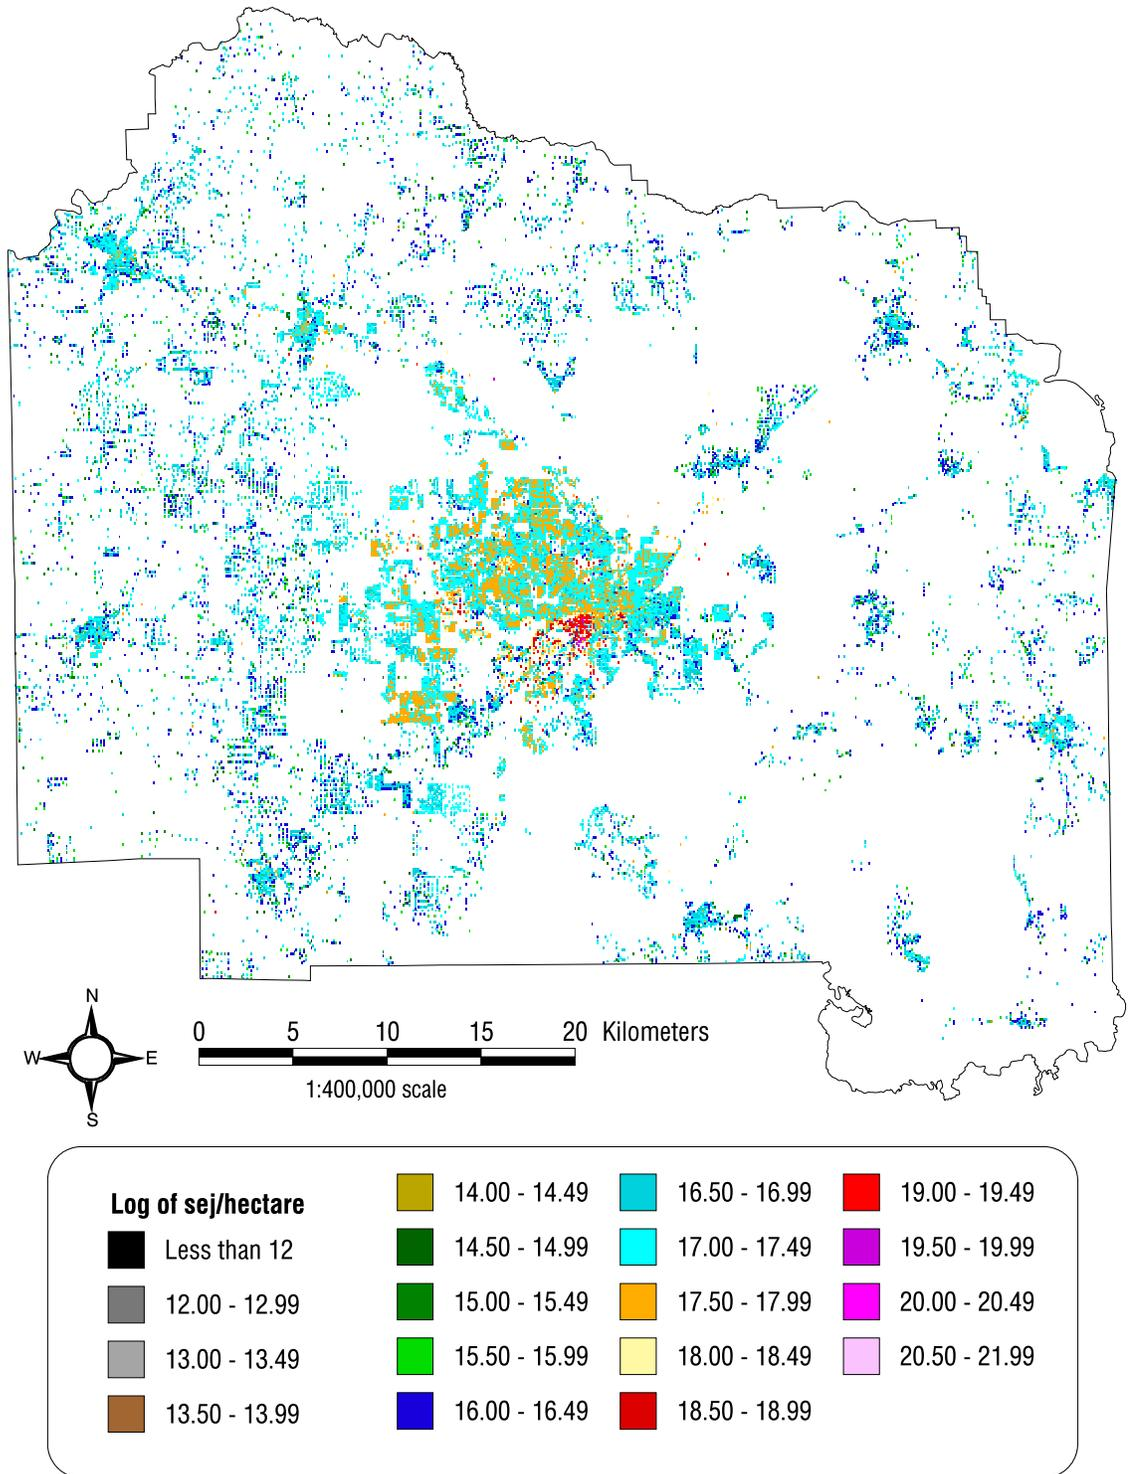 N
W E
S
0 5 10 15 20 Kilometers
1:400,000 scale
Log of sej/hectare
Less than 12
12.00 - 12.99
13.00 - 13.49
13.50 - 13.99
14.00 - 14.49
14.50 - 14.99
15.00 - 15.49
15.50 - 15.99
16.00 - 16.49
16.50 - 16.99
17.00 - 17.49
17.50 - 17.99
18.00 - 18.49
18.50 - 18.99
19.00 - 19.49
19.50 - 19.99
20.00 - 20.49
20.50 - 21.99